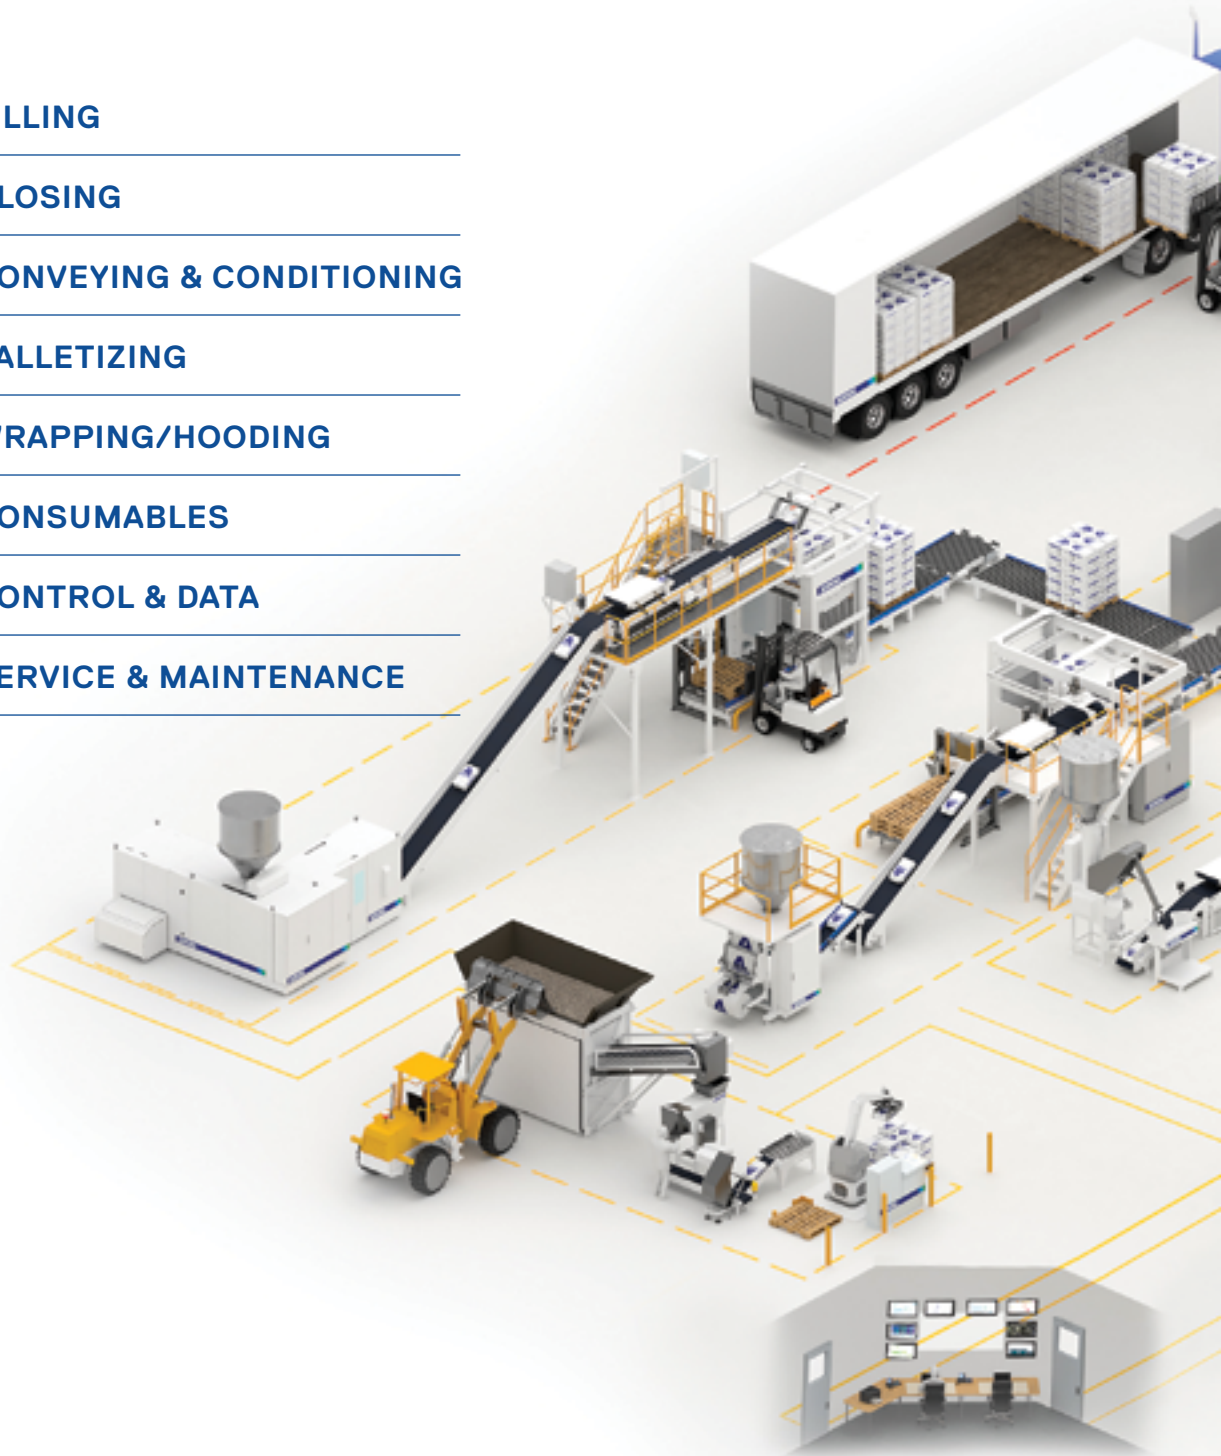 LLING
LOSING
ONVEYING & CONDITIONING
ALLETIZING
RAPPING/HOODING
ONSUMABLES
ONTROL & DATA
ERVICE & MAINTENANCE